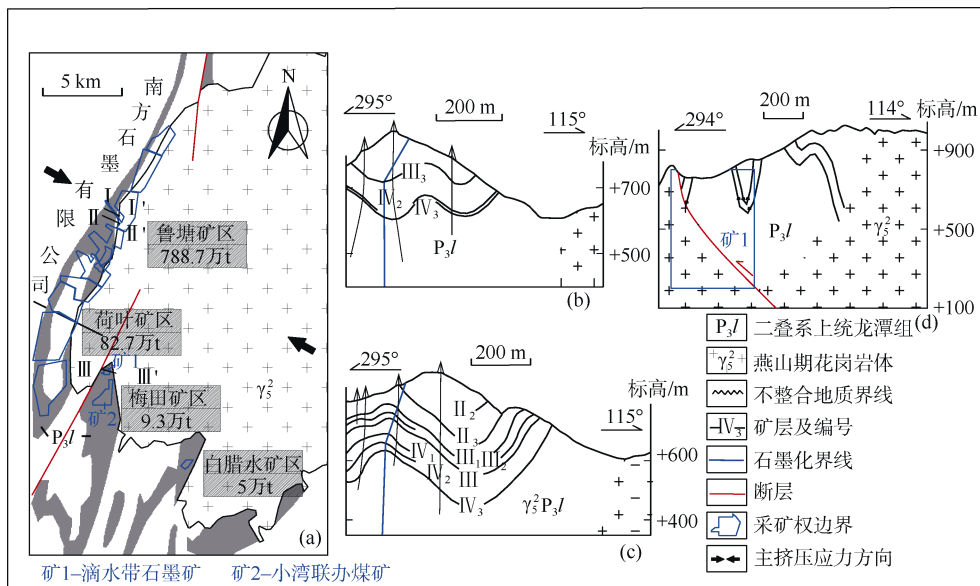 5 km
N
南方石墨有限公司
I
I'
II
II'
鲁塘矿区
788.7万t
荷叶矿区
82.7万t
矿1
III
III'
矿2
梅田矿区
9.3万t
γ₅²
P₃l
白腊水矿区
5万t
(a)
矿1–滴水带石墨矿 矿2–小湾联办煤矿
295° 200 m 115° 标高/m
III₃
+700
IV₂
IV₃
P₃l
+500
(b)
295° 200 m 115° 标高/m
II₂
II₃
III₁ III₂
IV₁
IV₂ III
IV₃
γ₅² P₃l
+600
+400
(c)
294° 200 m 114° 标高/m
+900
矿1 P₃l γ₅²
+500
+100
(d)
P₃l 二叠系上统龙潭组
γ₅² 燕山期花岗岩体
不整合地质界线
IV₃ 矿层及编号
石墨化界线
断层
采矿权边界
主挤压应力方向